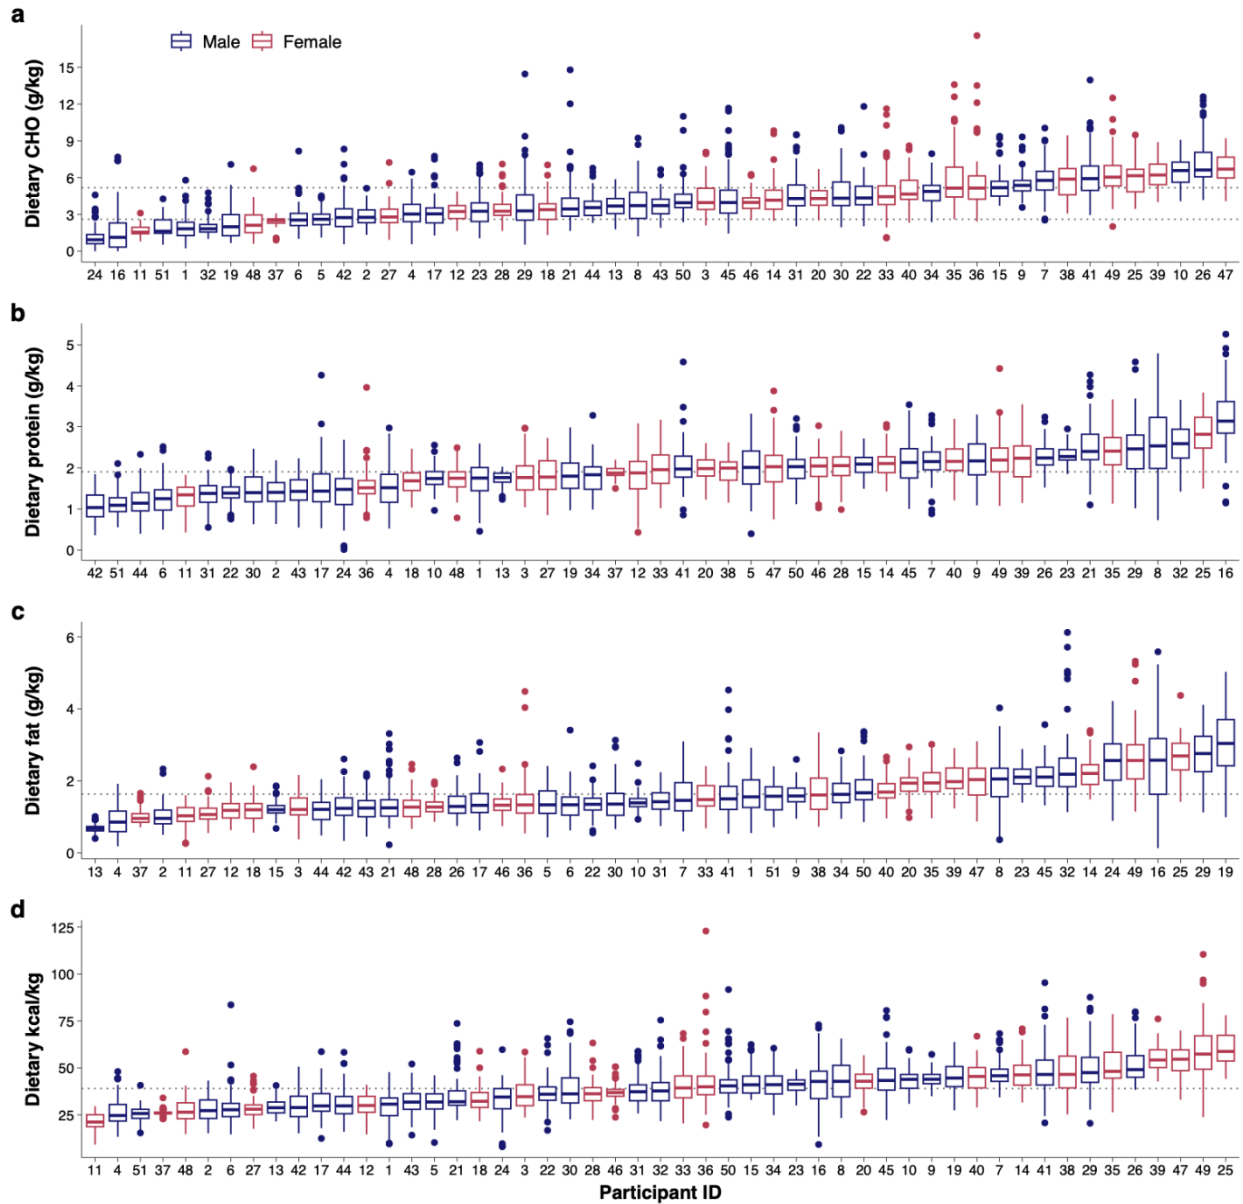 a
Male Female
Dietary CHO (g/kg)
15
12
9
6
3
0
24 16 11 51 1 32 19 48 37 6 5 42 2 27 4 17 12 23 28 29 18 21 44 13 8 43 50 3 45 46 14 31 20 30 22 33 40 34 35 36 15 9 7 38 41 49 25 39 10 26 47
b
Dietary protein (g/kg)
5
4
3
2
1
0
42 51 44 6 11 31 22 30 2 43 17 24 36 4 18 10 48 1 13 3 27 19 34 37 12 33 41 20 38 5 47 50 46 28 15 14 45 7 40 9 49 39 26 23 21 35 29 8 32 25 16
c
Dietary fat (g/kg)
6
4
2
0
13 4 37 2 11 27 12 18 15 3 44 42 43 21 48 28 26 17 46 36 5 6 22 30 10 31 7 33 41 1 51 9 38 34 50 40 20 35 39 47 8 23 45 32 14 24 49 16 25 29 19
d
Dietary kcal/kg
125
100
75
50
25
11 4 51 37 48 2 6 27 13 42 17 44 12 1 43 5 21 18 24 3 22 30 28 46 31 32 33 36 50 15 34 23 16 8 20 45 10 9 19 40 7 14 41 38 29 35 26 39 47 49 25
Participant ID